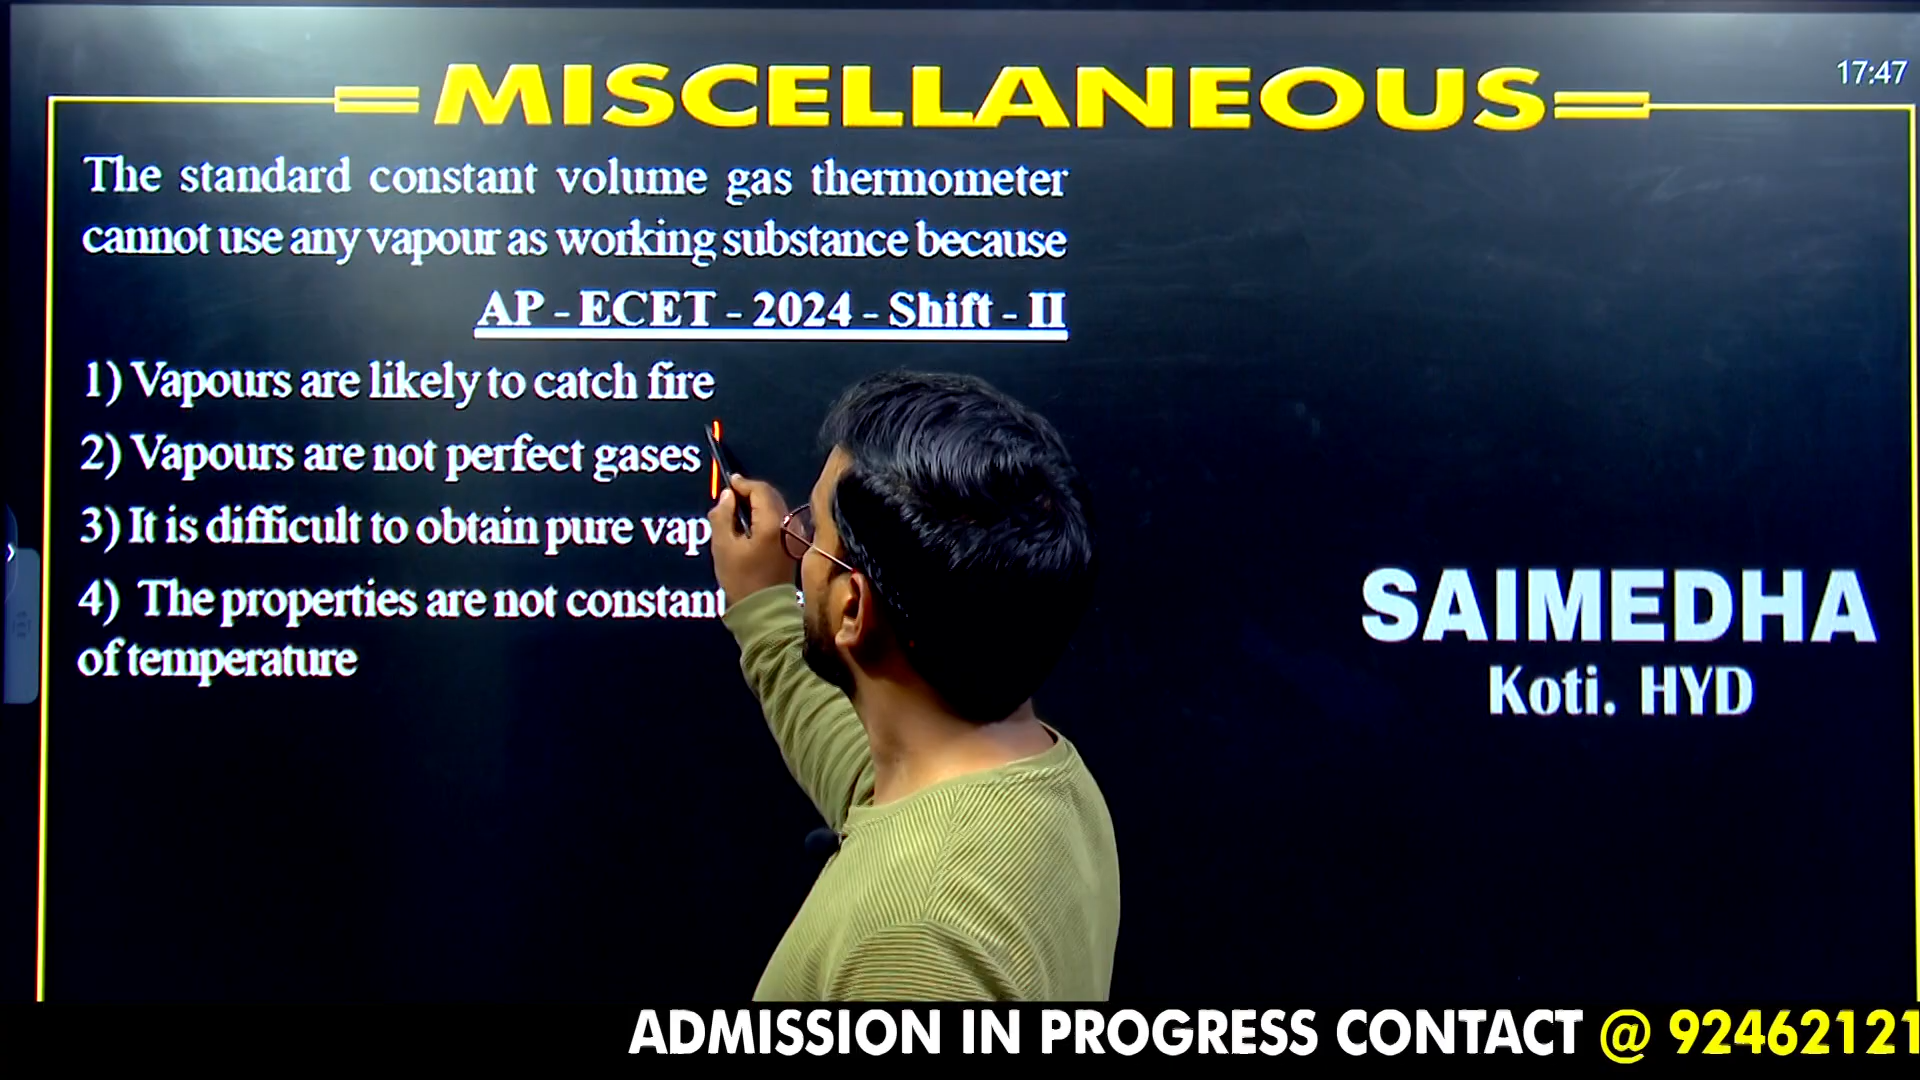 MISCELLANEOUS
17:47
The standard constant volume gas thermometer
cannot use any vapour as working substance because
AP - ECET - 2024 - Shift - II
1) Vapours are likely to catch fire
2) Vapours are not perfect gases
3) It is difficult to obtain pure vap
4) The properties are not constant
of temperature
SAIMEDHA
Koti. HYD
ADMISSION IN PROGRESS CONTACT @ 92462121